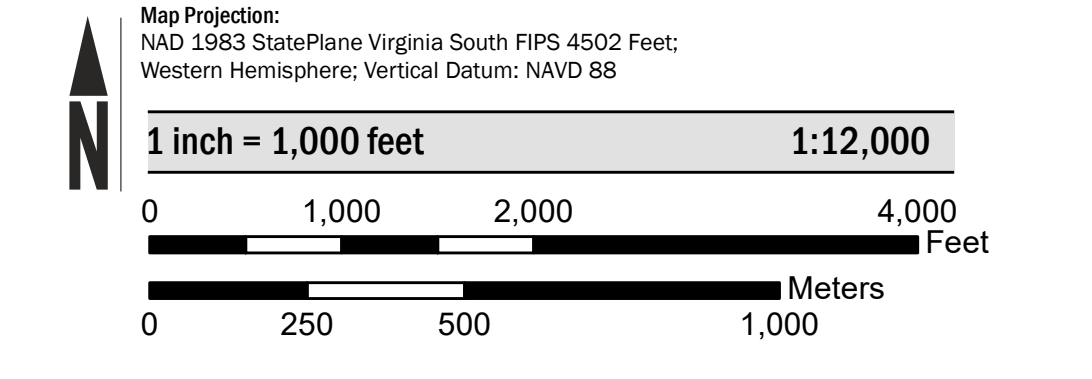 Map Projection:
NAD 1983 StatePlane Virginia South FIPS 4502 Feet;
Western Hemisphere; Vertical Datum: NAVD 88
N
1 inch = 1,000 feet 1:12,000
0 1,000 2,000 4,000
Feet
Meters
0 250 500 1,000